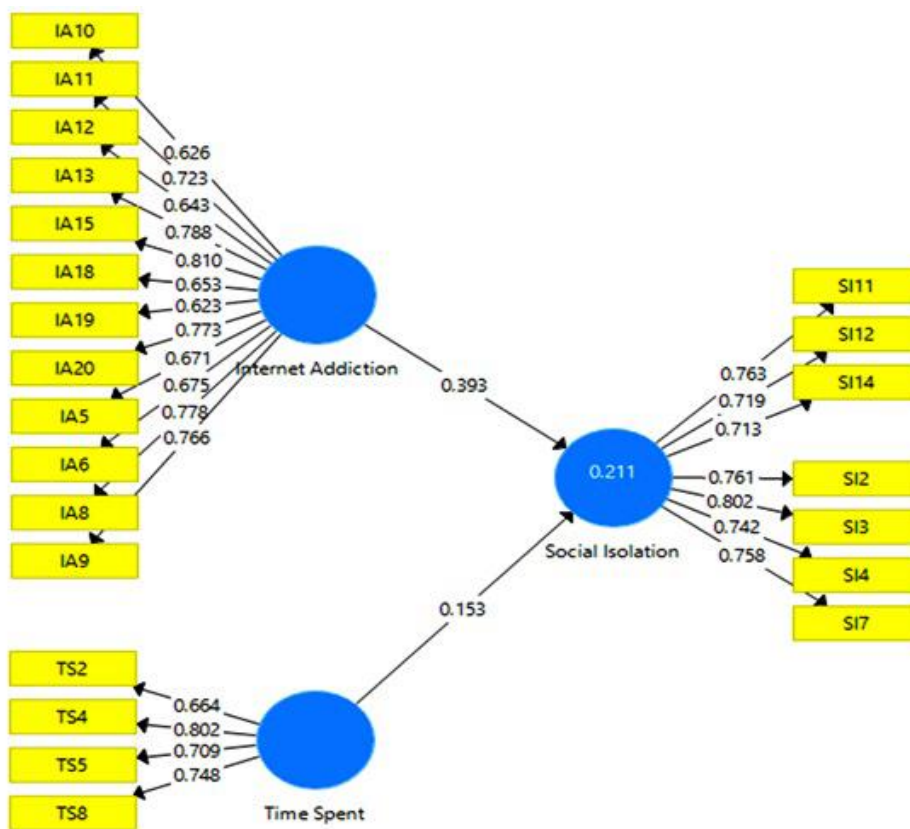 IA10
IA11
IA12
IA13
IA15
IA18
IA19
IA20
IA5
IA6
IA8
IA9
0.626
0.723
0.643
0.788
0.810
0.653
0.623
0.773
0.671
0.675
0.778
0.766
Internet Addiction
0.393
TS2
TS4
TS5
TS8
0.664
0.802
0.709
0.748
Time Spent
0.153
0.211
Social Isolation
0.763
0.719
0.713
0.761
0.802
0.742
0.758
SI11
SI12
SI14
SI2
SI3
SI4
SI7